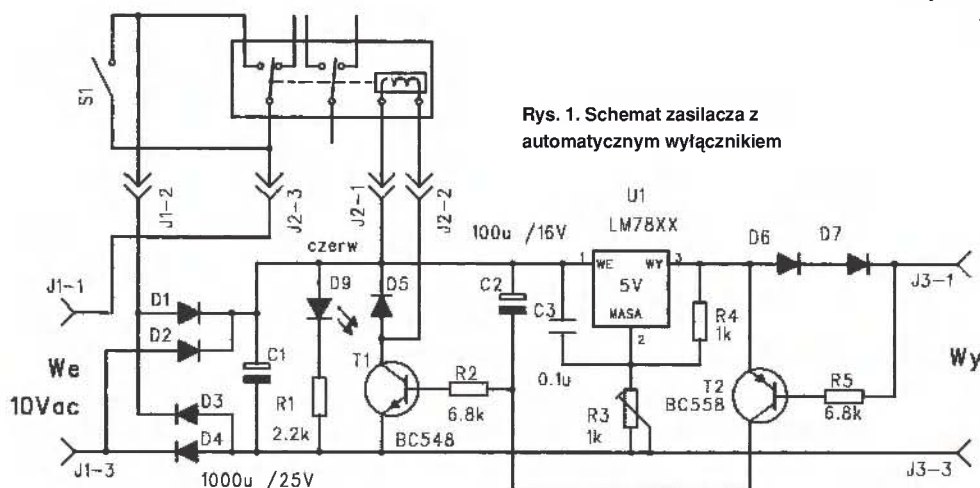 S1
Rys. 1. Schemat zasilacza z
automatycznym wyłącznikiem
J1-2
J2-3
J2-1
J2-2
czerw
100u /16V
U1
LM78XX
D6
D7
J1-1
D1
D2
D9
D5
C2
C3
1
WE
WY
3
5V
MASA
2
R4
1k
J3-1
We
10Vac
C1
T1
R2
6.8k
0.1u
R3
1k
T2
BC558
R5
6.8k
Wy
D3
D4
R1
2.2k
BC548
J1-3
1000u /25V
J3-3